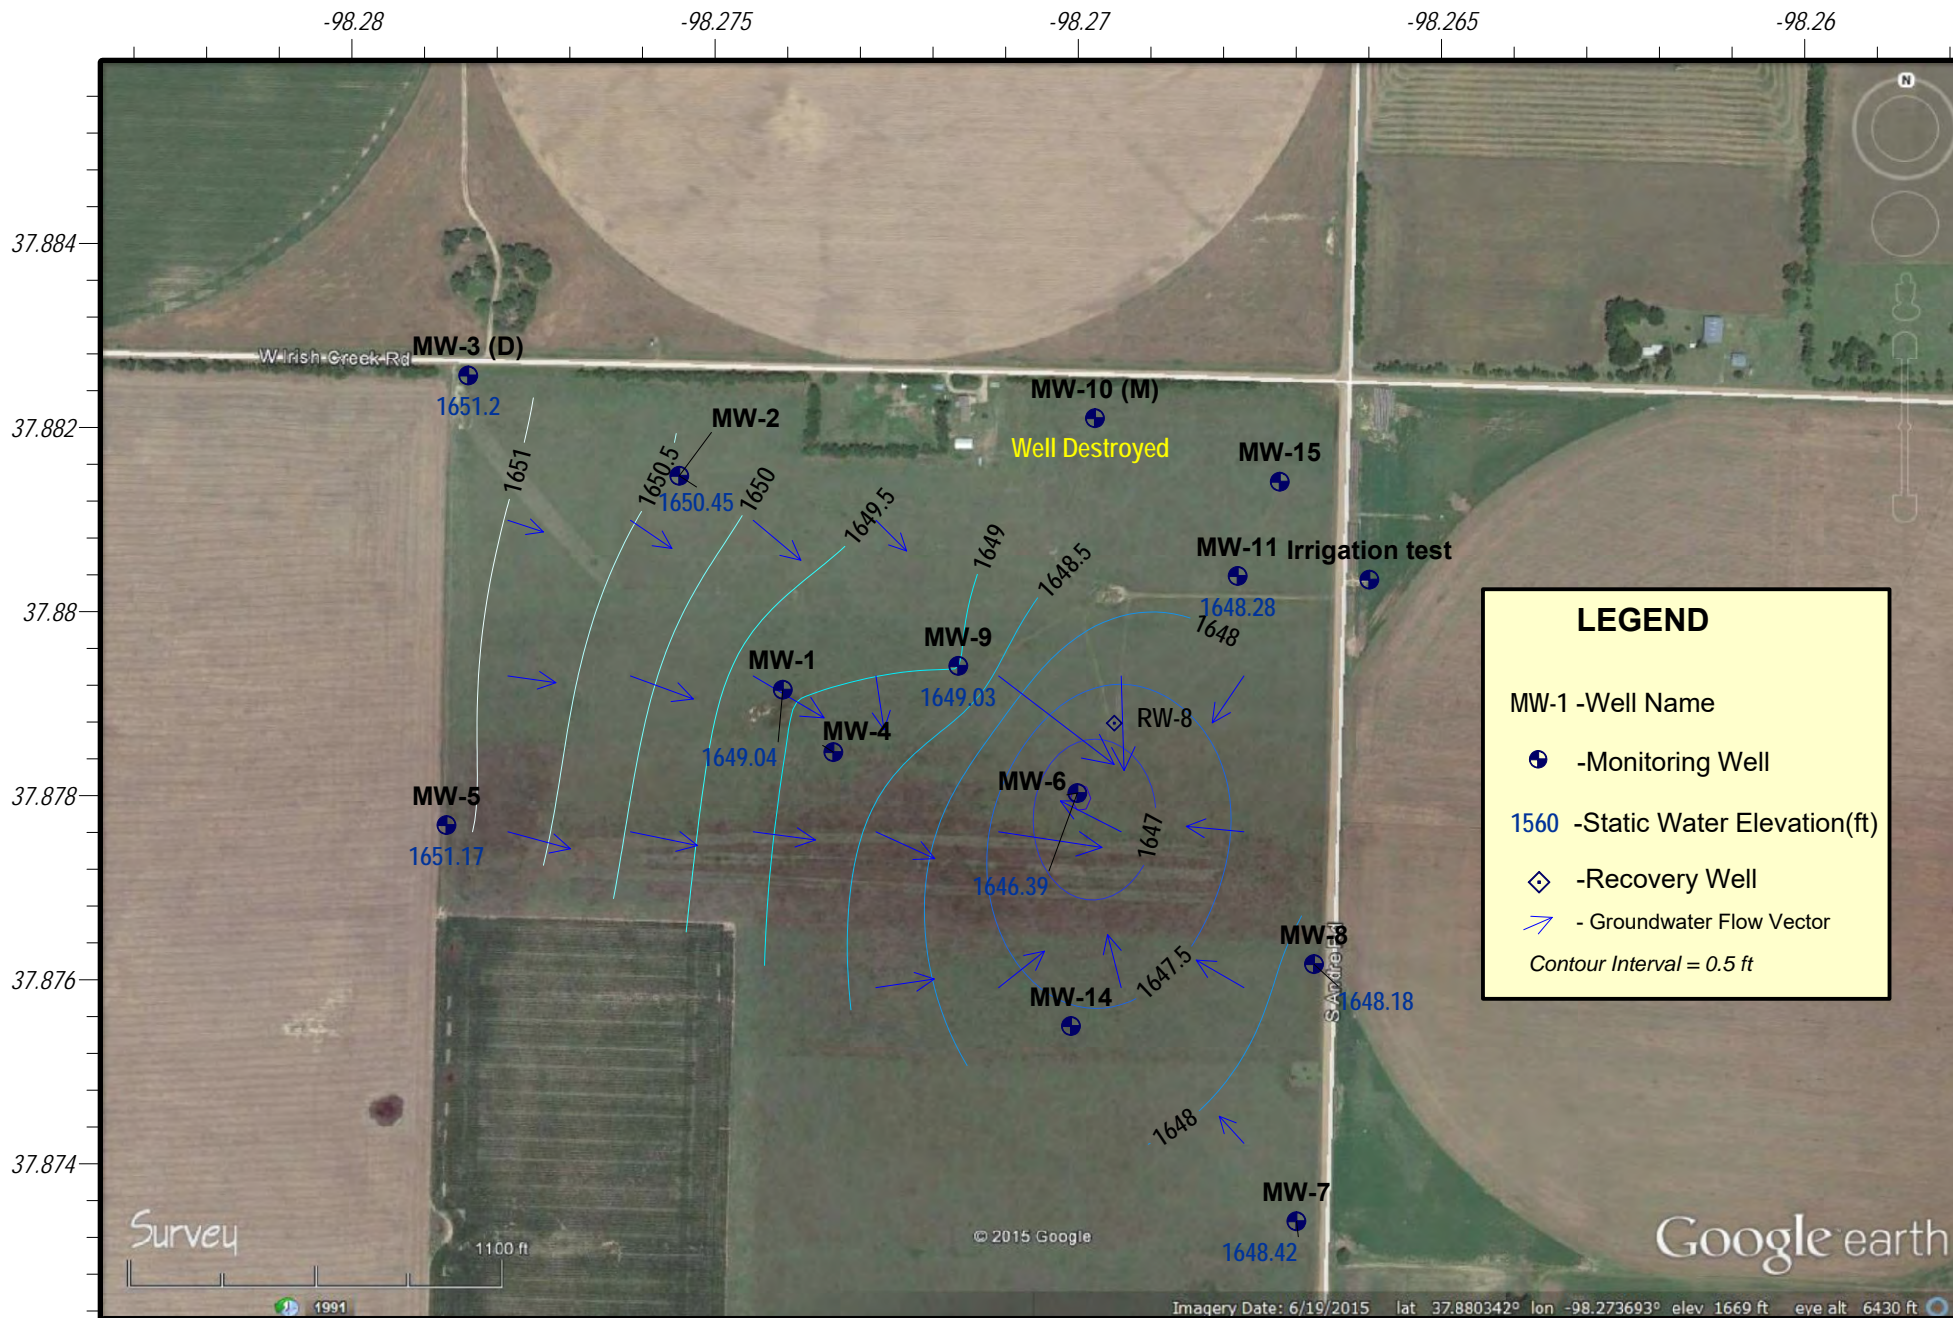 -98.28 -98.275 -98.27 -98.265 -98.26
N
37.884
W Irish Creek Rd
MW-3 (D)
1651.2
MW-10 (M)
Well Destroyed
37.882
MW-2
1650.45
MW-15
1651
1650.5
1650
1649.5
1649
1648.5
MW-11
1648.28
Irrigation test
37.88
1648
MW-9
1649.03
MW-1
1649.04
MW-4
RW-8
MW-6
1646.39
1647
37.878
MW-5
1651.17
LEGEND
MW-1 -Well Name
-Monitoring Well
1560 -Static Water Elevation(ft)
-Recovery Well
- Groundwater Flow Vector
Contour Interval = 0.5 ft
37.876
1647.5
MW-8
1648.18
S Andre Rd
MW-14
1648
37.874
MW-7
1648.42
Survey
1100 ft
© 2015 Google
Google earth
1991
Imagery Date: 6/19/2015 lat 37.880342° lon -98.273693° elev 1669 ft eye alt 6430 ft